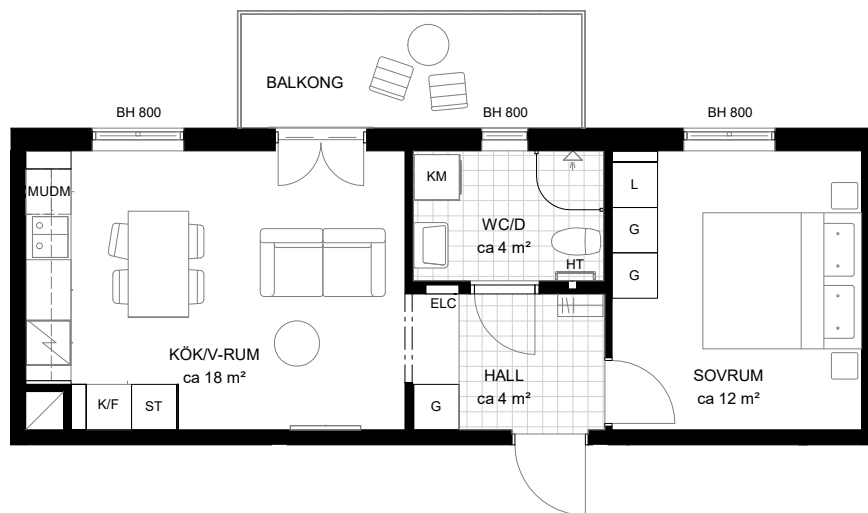 BALKONG
BH 800
BH 800
BH 800
MUDM
KM
L
G
G
WC/D
ca 4 m²
HT
ELC
KÖK/V-RUM
ca 18 m²
HALL
ca 4 m²
SOVRUM
ca 12 m²
K/F
ST
G